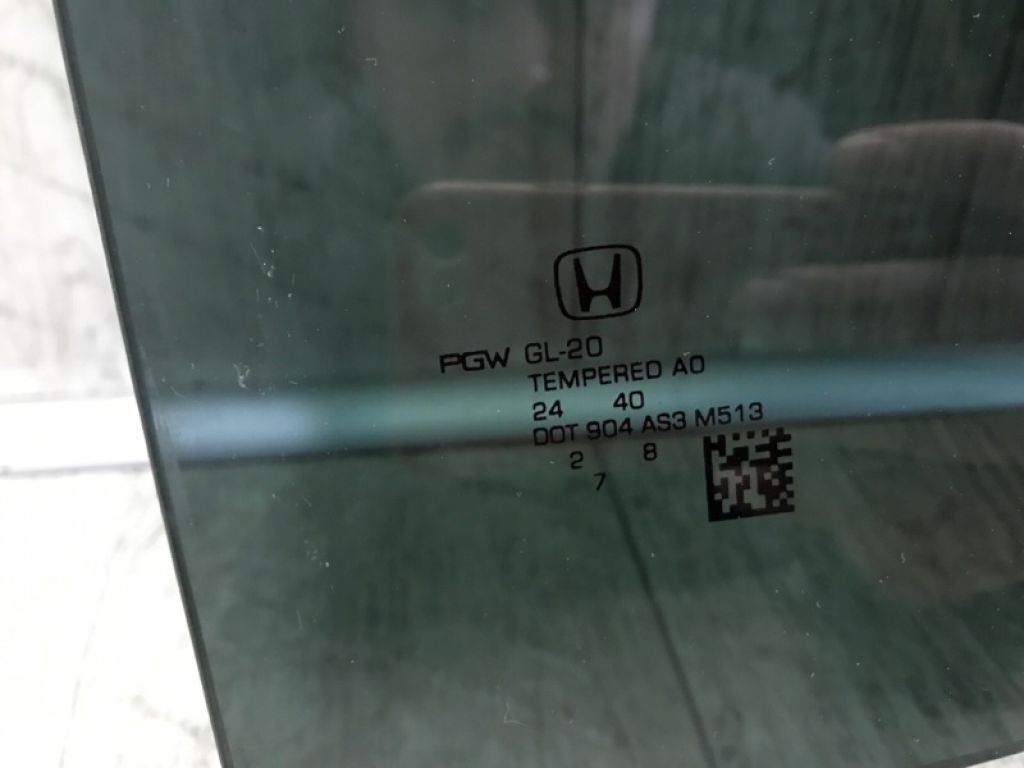 PGW GL-20
TEMPERED AO
24 40
DOT 904 AS3 M513
2 8
7